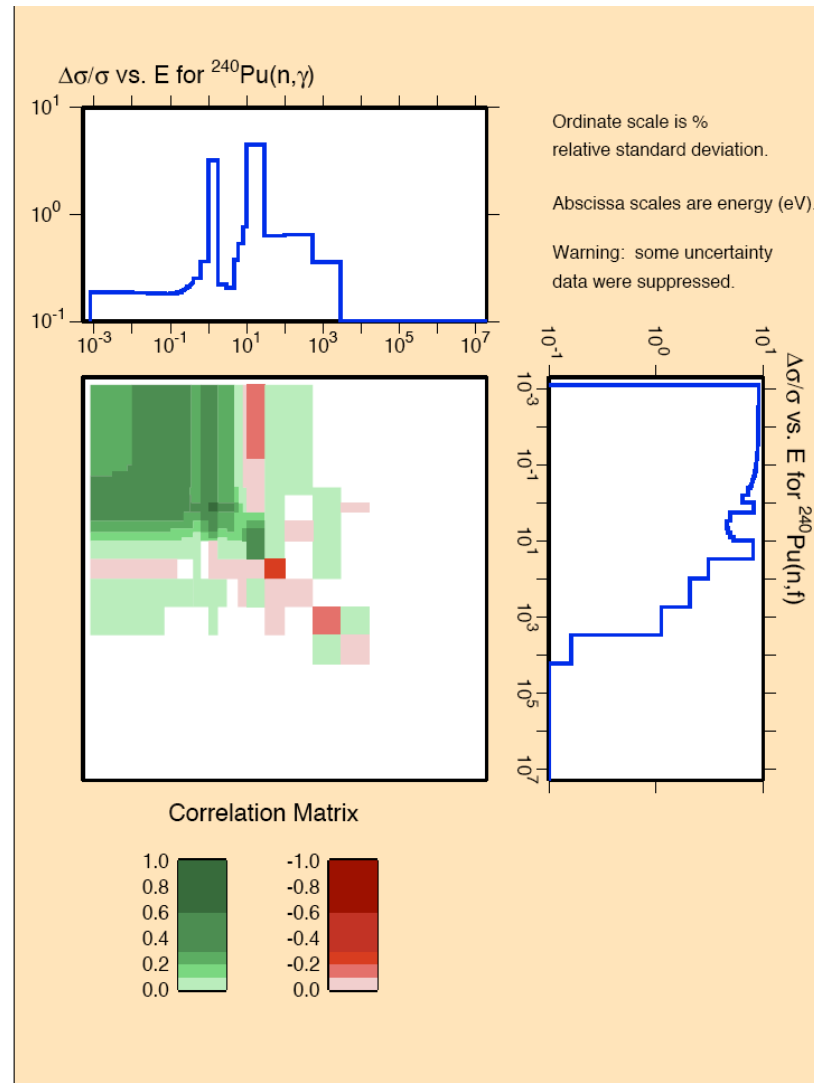 Δσ/σ vs. E for ²⁴⁰Pu(n,γ)
10¹
10⁰
10⁻¹
10⁻³ 10⁻¹ 10¹ 10³ 10⁵ 10⁷
Ordinate scale is %
relative standard deviation.
Abscissa scales are energy (eV).
Warning: some uncertainty
data were suppressed.
10⁻¹ 10⁰ 10¹
Δσ/σ vs. E for ²⁴⁰Pu(n,f)
10⁻³
10⁻¹
10¹
10³
10⁵
10⁷
Correlation Matrix
1.0
0.8
0.6
0.4
0.2
0.0
-1.0
-0.8
-0.6
-0.4
-0.2
0.0